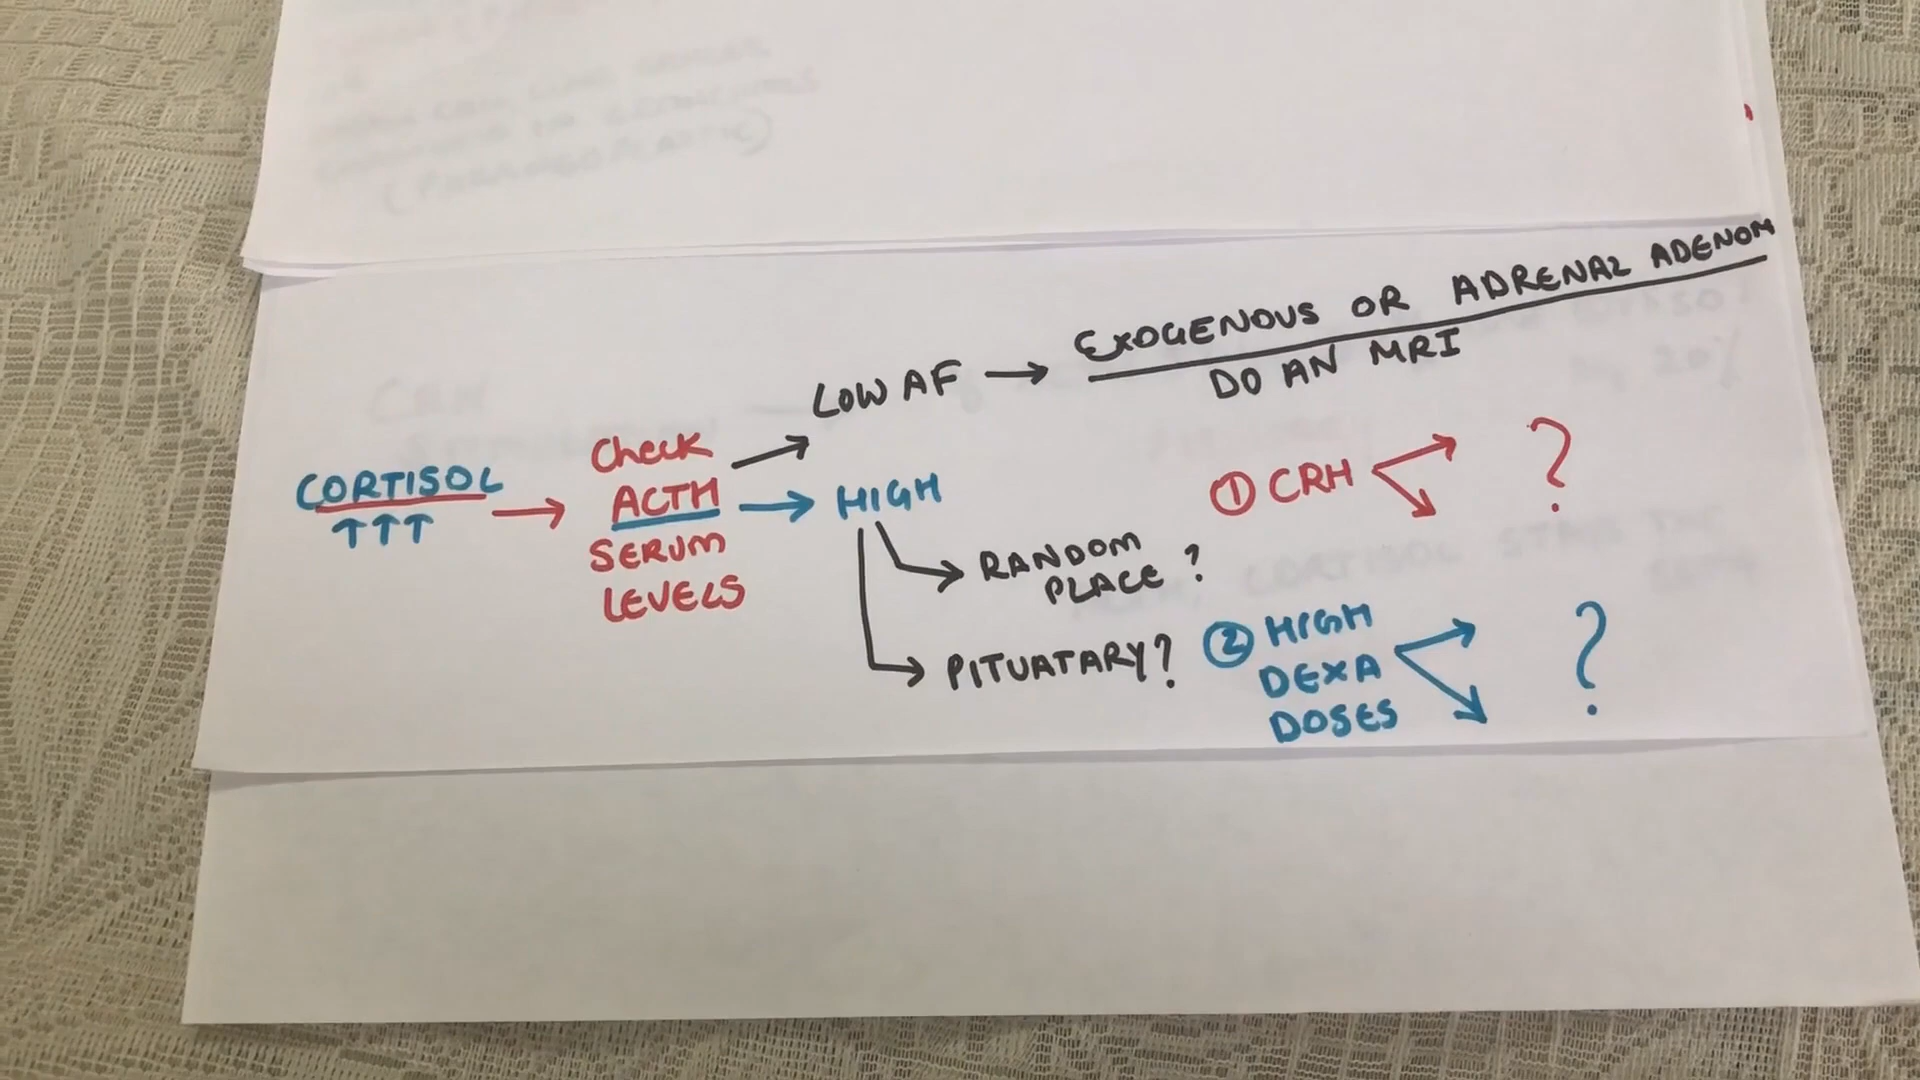 EXOGENOUS OR ADRENAL ADENOM
DO AN MRI
LOW AF
Check
ACTH
SERUM
LEVELS
CORTISOL
↑↑↑
HIGH
RANDOM
PLACE ?
PITUATARY?
① CRH
?
② HIGH
DEXA
DOSES
?